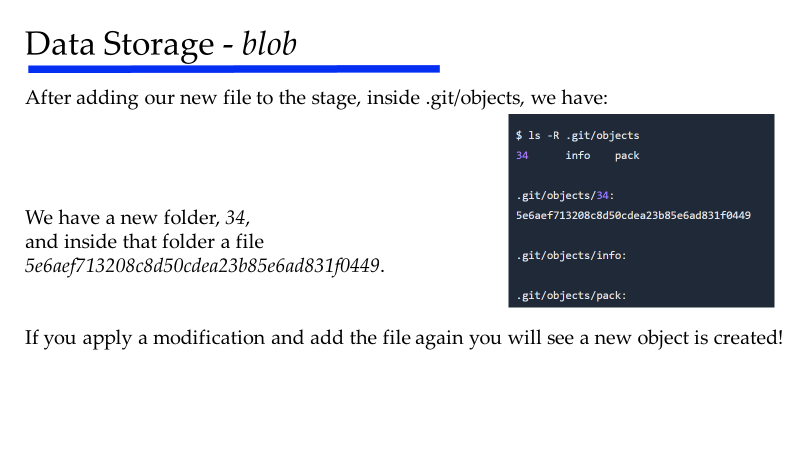 Data Storage - blob
After adding our new file to the stage, inside .git/objects, we have:
$ ls -R .git/objects
34 info pack
.git/objects/34:
5e6aef713208c8d50cdea23b85e6ad831f0449
.git/objects/info:
.git/objects/pack:
We have a new folder, 34,
and inside that folder a file
5e6aef713208c8d50cdea23b85e6ad831f0449.
If you apply a modification and add the file again you will see a new object is created!